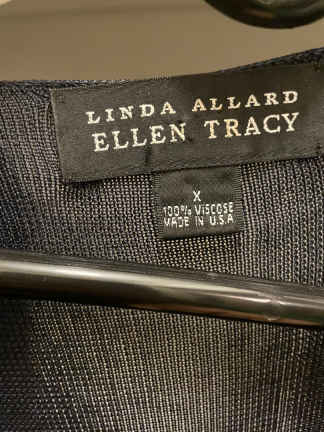 LINDA ALLARD
ELLEN TRACY
X
100% VISCOSE
MADE IN U.S.A